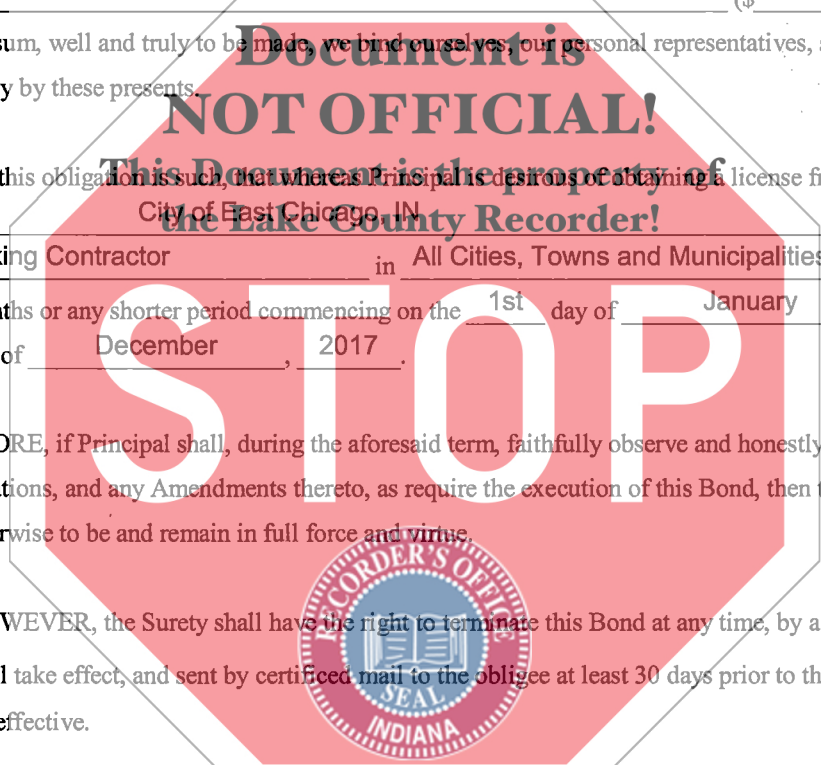 ($
sum, well and truly to be made, we bind ourselves, our personal representatives,
Document is
y by these presents.
NOT OFFICIAL!
this obligation is such, that whereas Principal is desirous of obtaining a license
This Document is the property of
City of East Chicago, IN
the Lake County Recorder!
king Contractor in All Cities, Towns and Municipalities
ths or any shorter period commencing on the 1st day of January
of December , 2017 .
STOP
ORE, if Principal shall, during the aforesaid term, faithfully observe and honestly
tions, and any Amendments thereto, as require the execution of this Bond, then
rwise to be and remain in full force and virtue.
WEVER, the Surety shall have the right to terminate this Bond at any time, by a
l take effect, and sent by certificed mail to the obligee at least 30 days prior to th
effective.
RECORDER'S OFFICE
SEAL
INDIANA